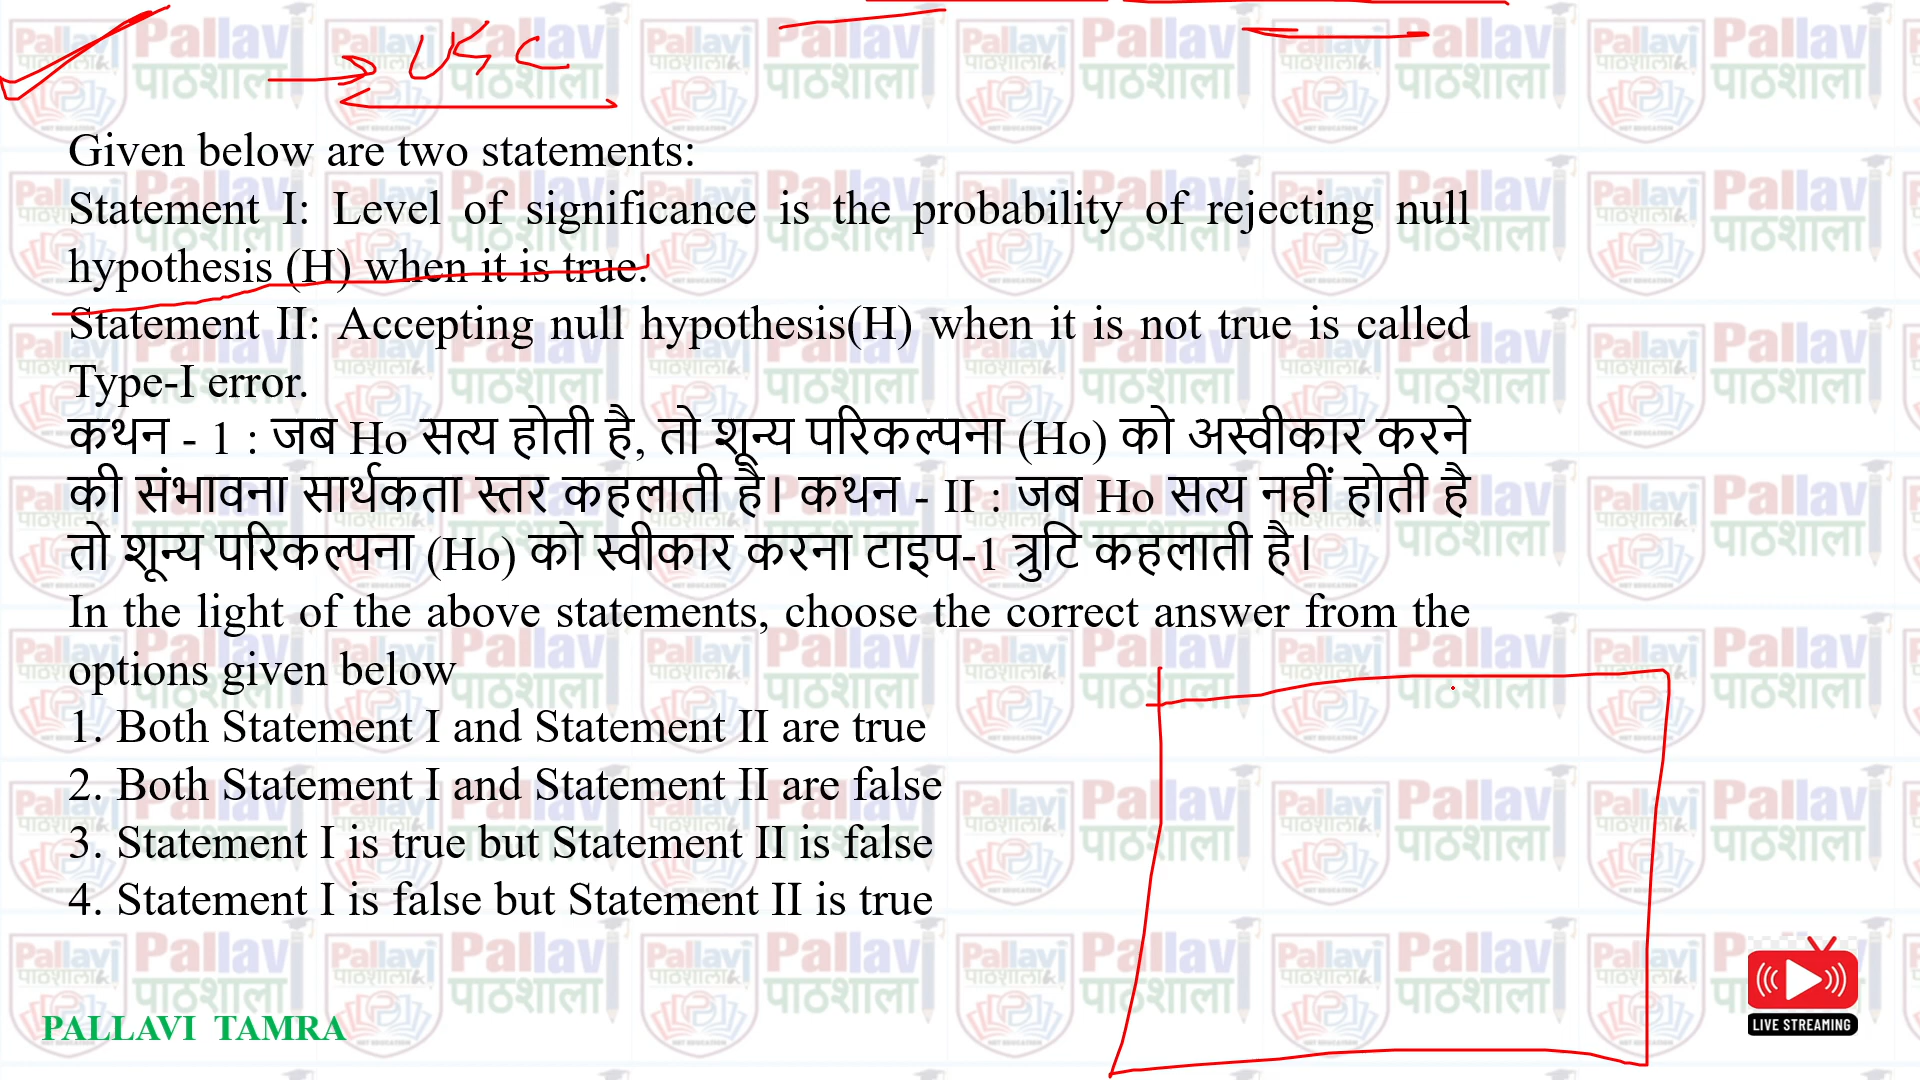 UGC
Given below are two statements:
Statement I: Level of significance is the probability of rejecting null
hypothesis (H) when it is true.
Statement II: Accepting null hypothesis(H) when it is not true is called
Type-I error.
कथन - 1 : जब Ho सत्य होती है, तो शून्य परिकल्पना (Ho) को अस्वीकार करने
की संभावना सार्थकता स्तर कहलाती है। कथन - II : जब Ho सत्य नहीं होती है
तो शून्य परिकल्पना (Ho) को स्वीकार करना टाइप-1 त्रुटि कहलाती है।
In the light of the above statements, choose the correct answer from the
options given below
1. Both Statement I and Statement II are true
2. Both Statement I and Statement II are false
3. Statement I is true but Statement II is false
4. Statement I is false but Statement II is true
PALLAVI TAMRA
LIVE STREAMING
Pallavi
पाठशाला